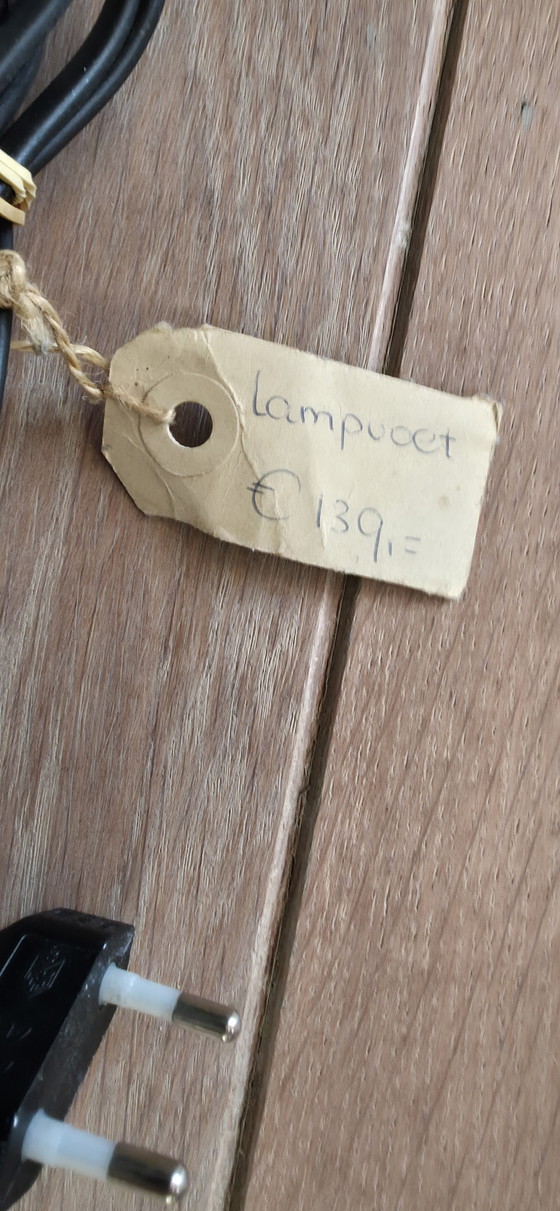 Lampvoet
€ 139,=